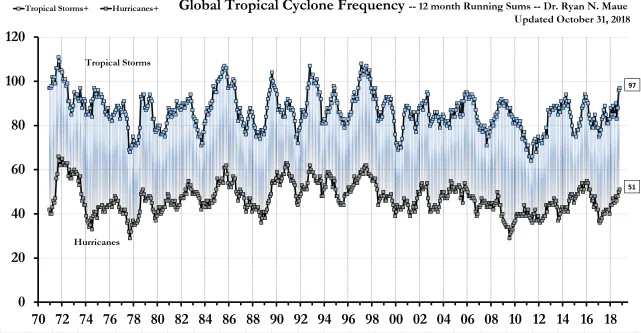 Tropical Storms+ Hurricanes+ Global Tropical Cyclone Frequency -- 12 month Running Sums -- Dr. Ryan N. Maue
Updated October 31, 2018
120
Tropical Storms
100
97
80
60
51
40
Hurricanes
20
0
70 72 74 76 78 80 82 84 86 88 90 92 94 96 98 00 02 04 06 08 10 12 14 16 18